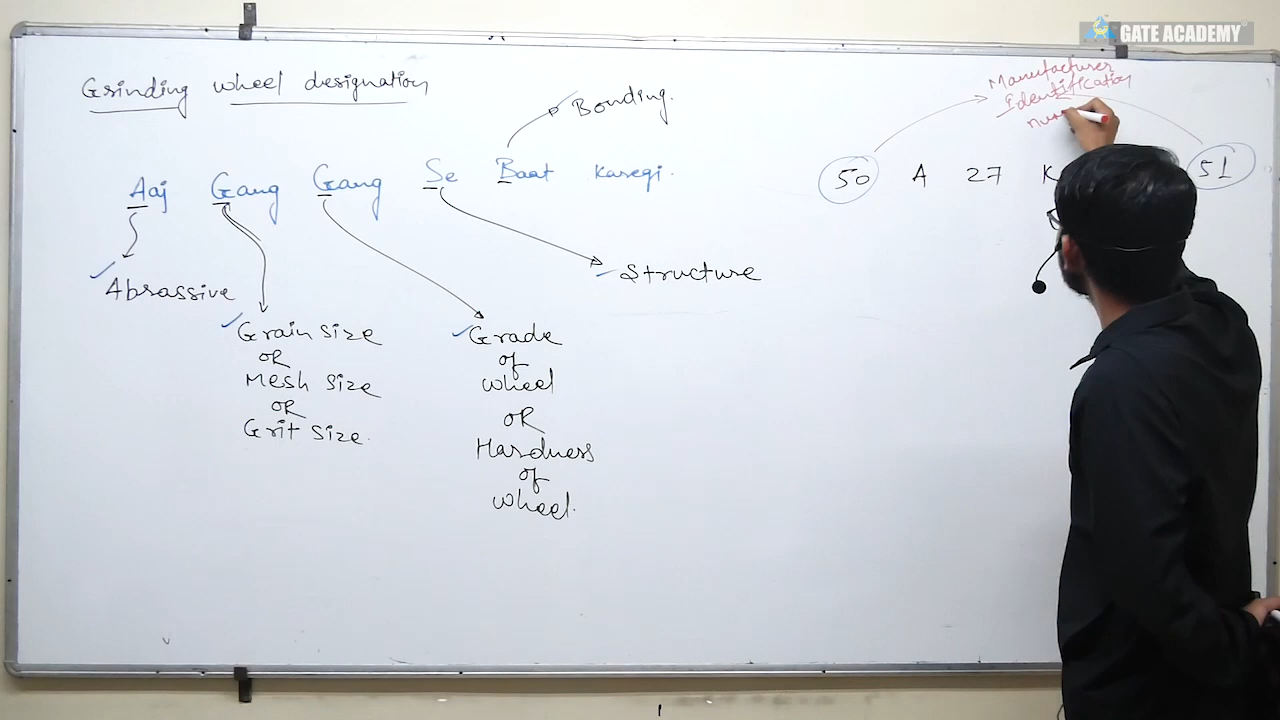 GATE ACADEMY
Grinding wheel designation
Bonding.
Aaj Gang Gang Se Baat Karegi.
Abrassive
Structure
Grain Size
OR
Mesh Size
OR
Grit Size.
Grade
of
wheel
OR
Hardness
of
wheel.
Manufacturer
Identification
50 A 27 K 51